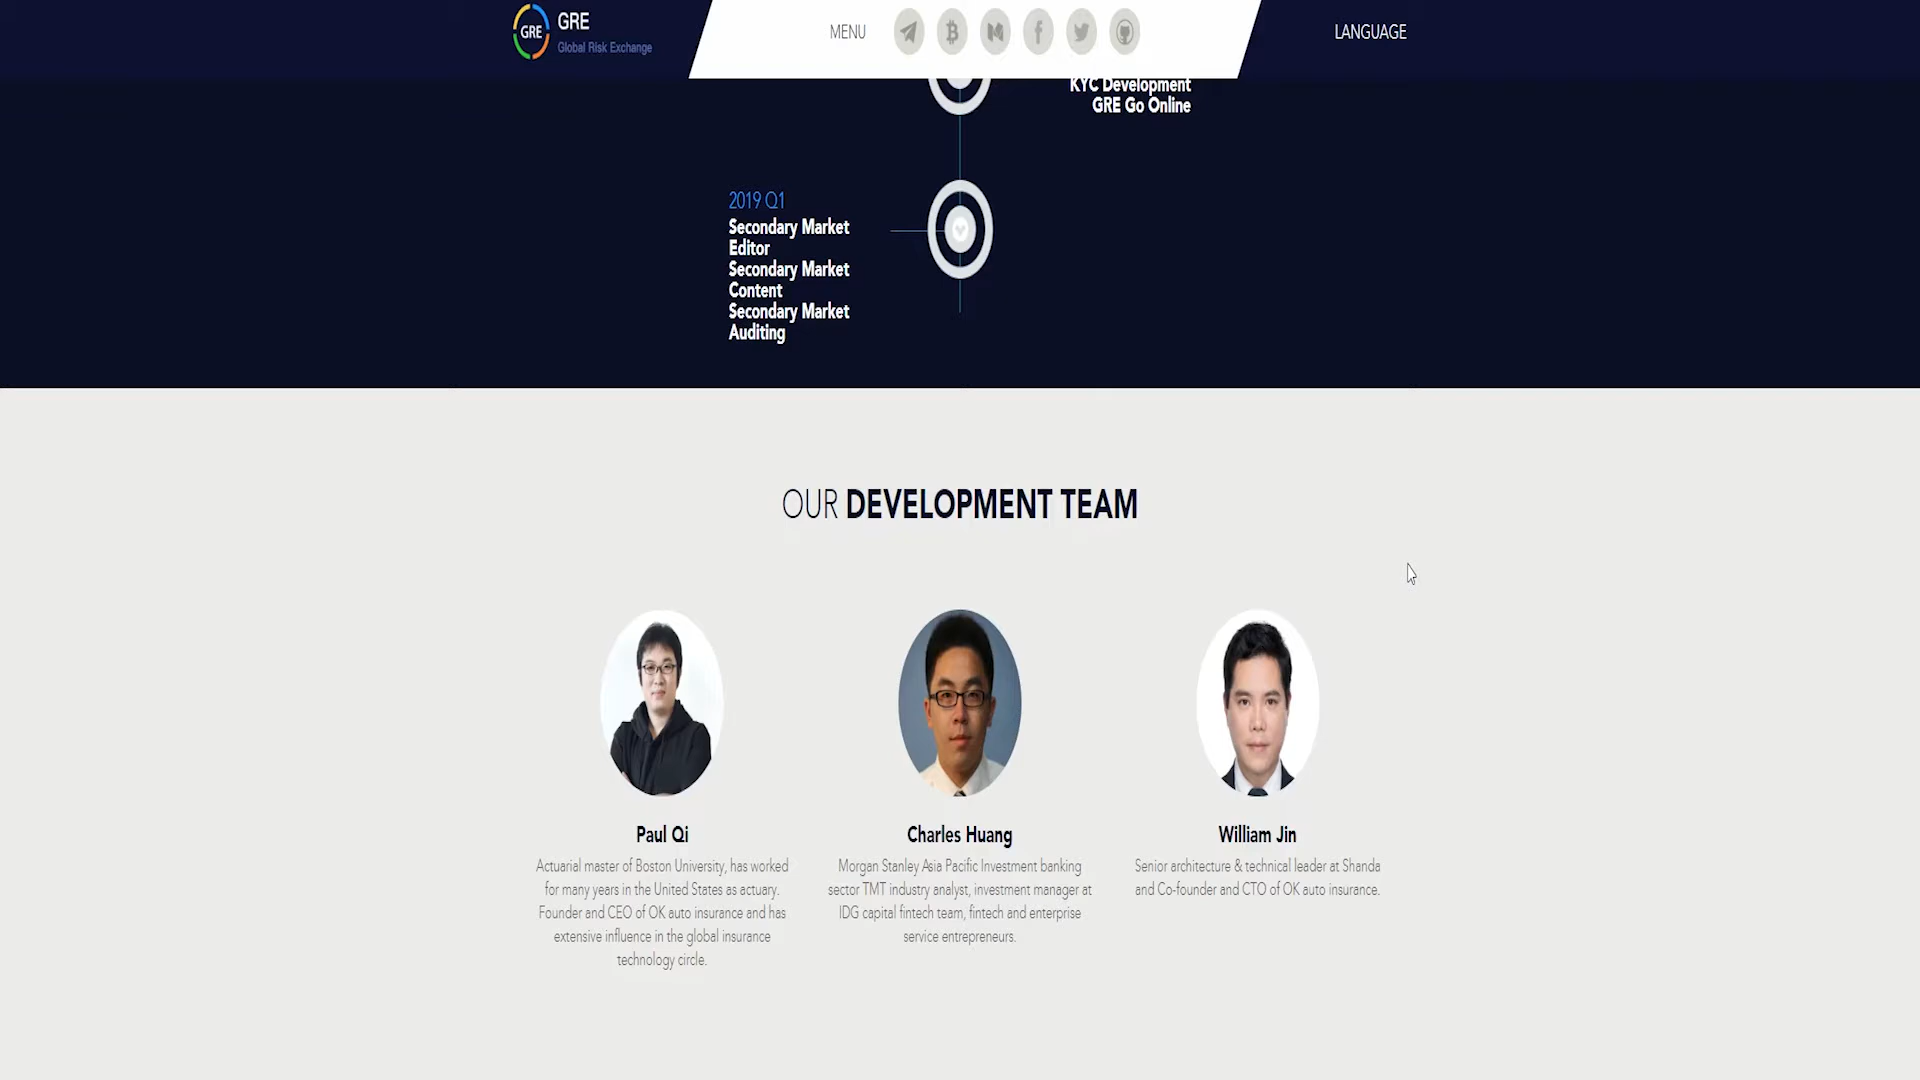 GRE
GRE
Global Risk Exchange
MENU
LANGUAGE
KYC Development
GRE Go Online
2019 Q1
Secondary Market
Editor
Secondary Market
Content
Secondary Market
Auditing
OUR DEVELOPMENT TEAM
Paul Qi
Actuarial master of Boston University, has worked
for many years in the United States as actuary.
Founder and CEO of OK auto insurance and has
extensive influence in the global insurance
technology circle.
Charles Huang
Morgan Stanley Asia Pacific Investment banking
sector TMT industry analyst, investment manager at
IDG capital fintech team, fintech and enterprise
service entrepreneurs.
William Jin
Senior architecture & technical leader at Shanda
and Co-founder and CTO of OK auto insurance.